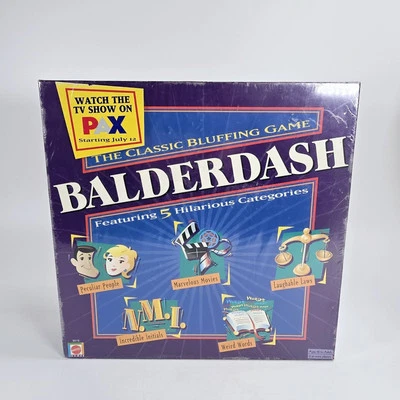 WATCH THE
TV SHOW ON
PAX
Starting July 12
THE CLASSIC BLUFFING GAME
BALDERDASH
Featuring 5 Hilarious Categories
Peculiar People
Marvelous Movies
Laughable Laws
N.M.I.
Incredible Initials
Weird Words